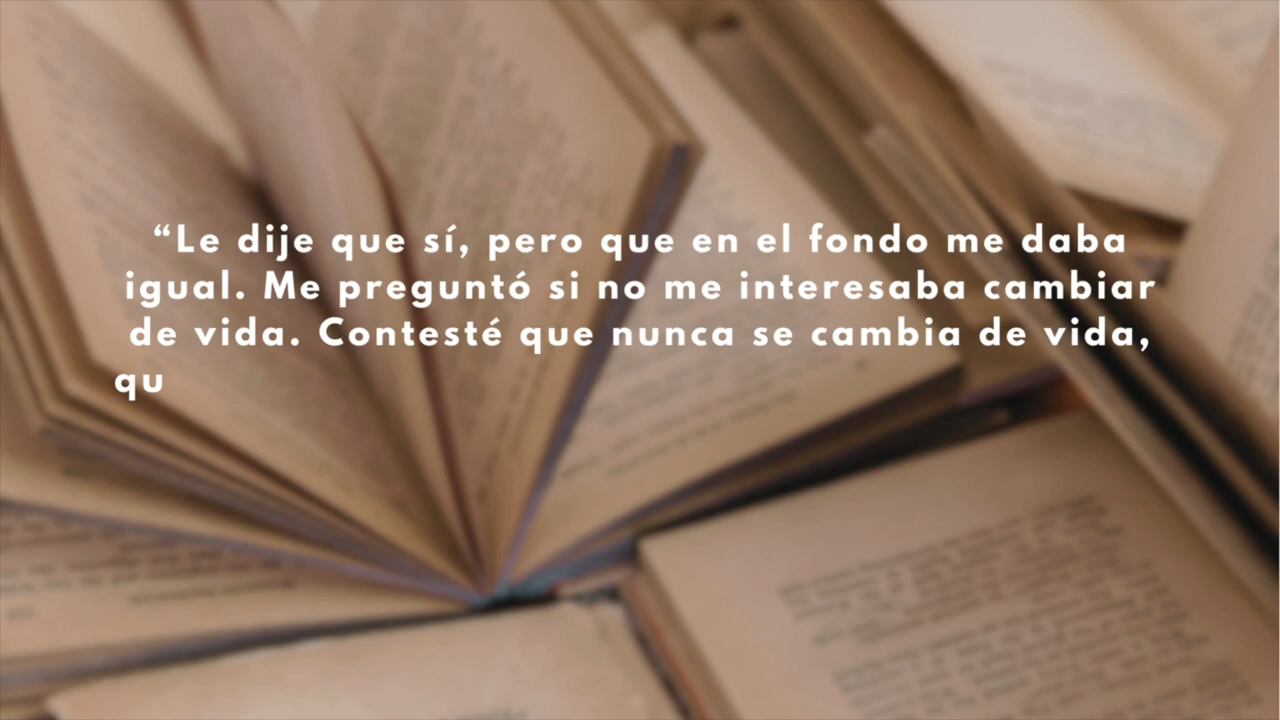 “Le dije que sí, pero que en el fondo me daba
igual. Me preguntó si no me interesaba cambiar
de vida. Contesté que nunca se cambia de vida,
qu